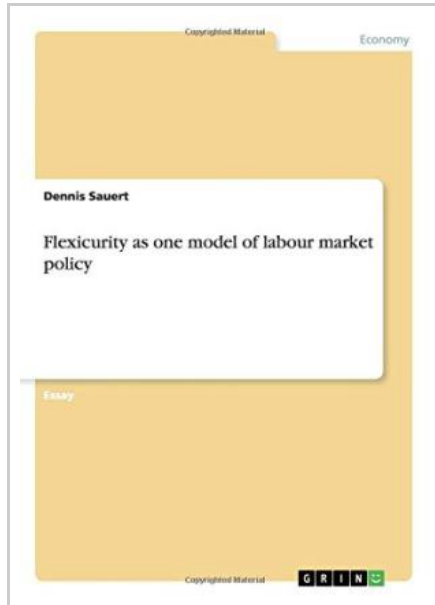 Copyrighted Material
Economy
Dennis Sauert
Flexicurity as one model of labour market
policy
Essay
Copyrighted Material
GRIN